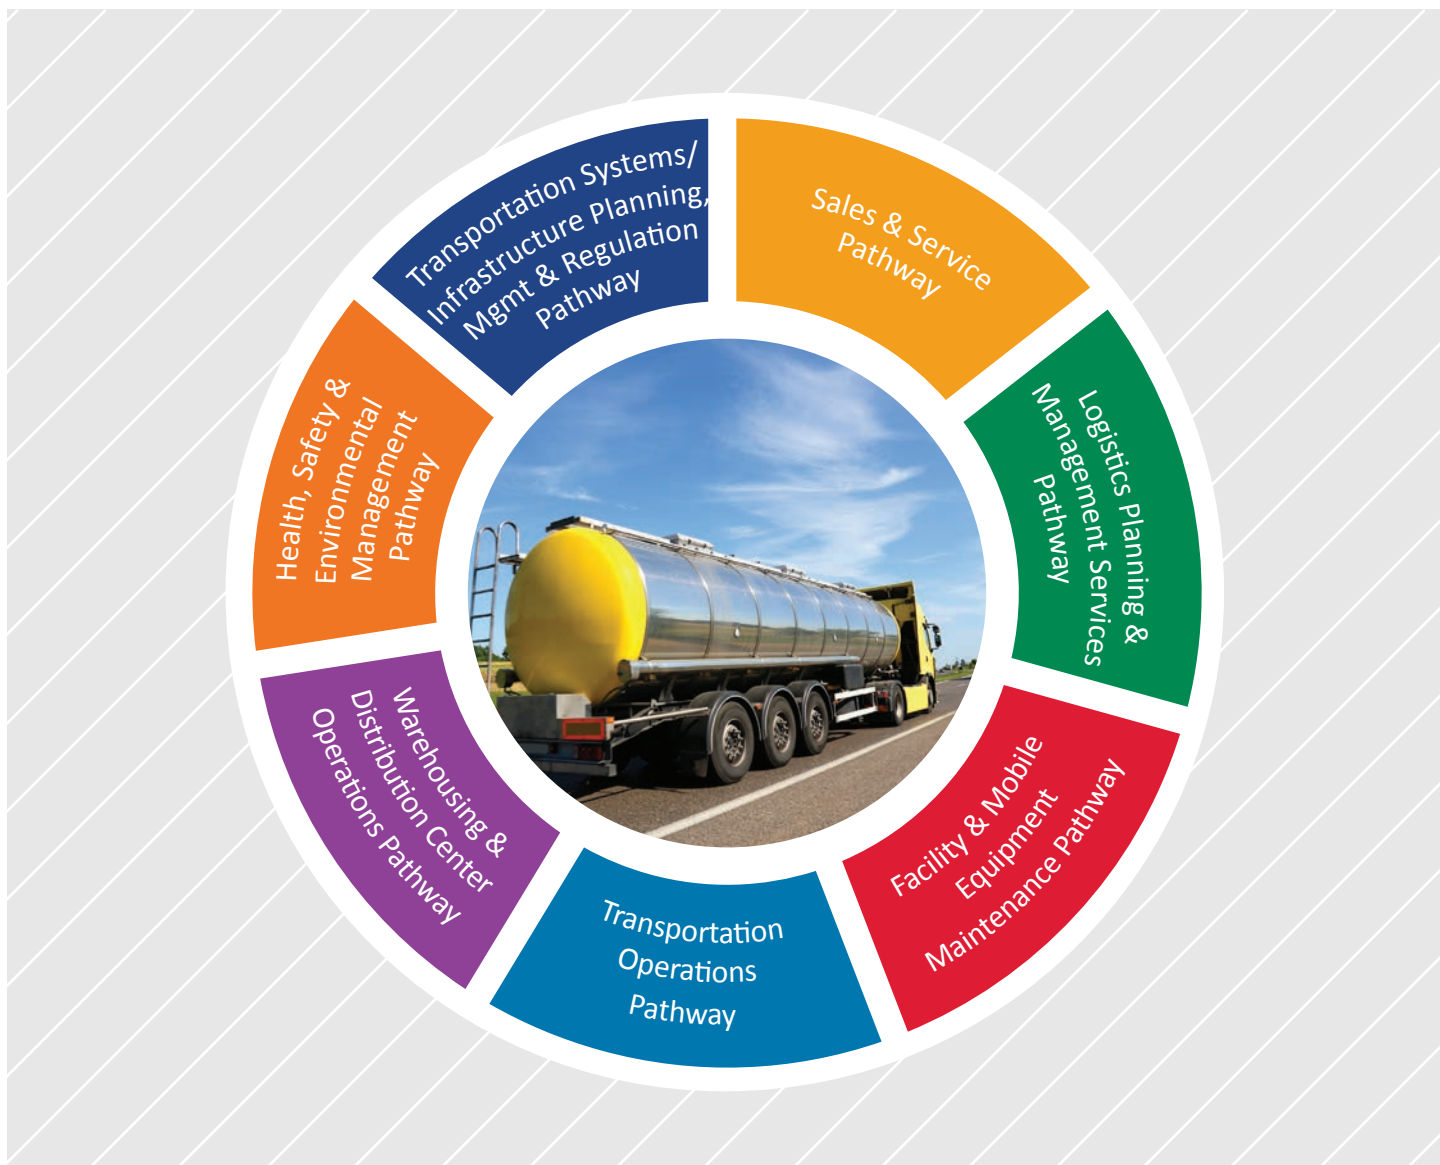 Transportation Systems/
Infrastructure Planning,
Mgmt & Regulation
Pathway
Sales & Service
Pathway
Logistics Planning &
Management Services
Pathway
Facility & Mobile
Equipment
Maintenance Pathway
Transportation
Operations
Pathway
Warehousing &
Distribution Center
Operations Pathway
Health, Safety &
Environmental
Management
Pathway